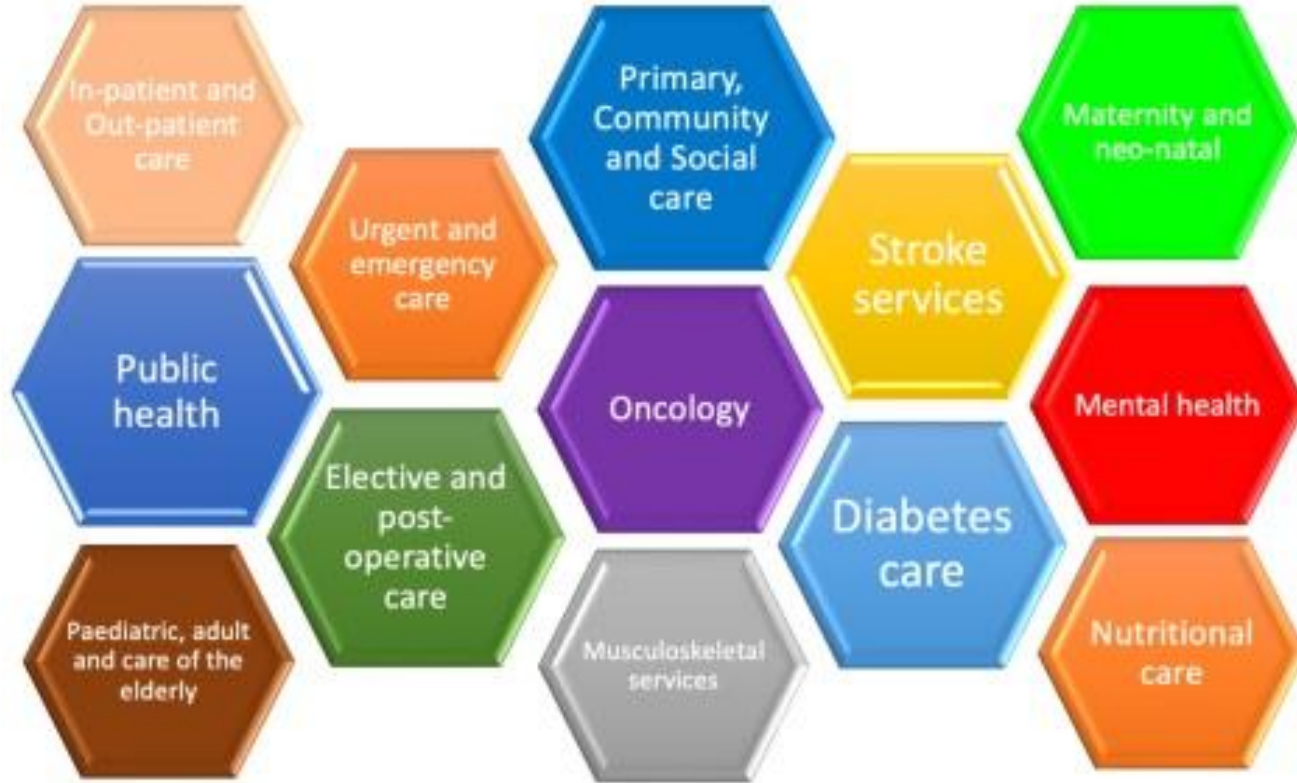 In-patient and
Out-patient
care
Primary,
Community
and Social
care
Maternity and
neo-natal
Urgent and
emergency
care
Stroke
services
Public
health
Oncology
Mental health
Elective and
post-
operative
care
Diabetes
care
Paediatric, adult
and care of the
elderly
Musculoskeletal
services
Nutritional
care